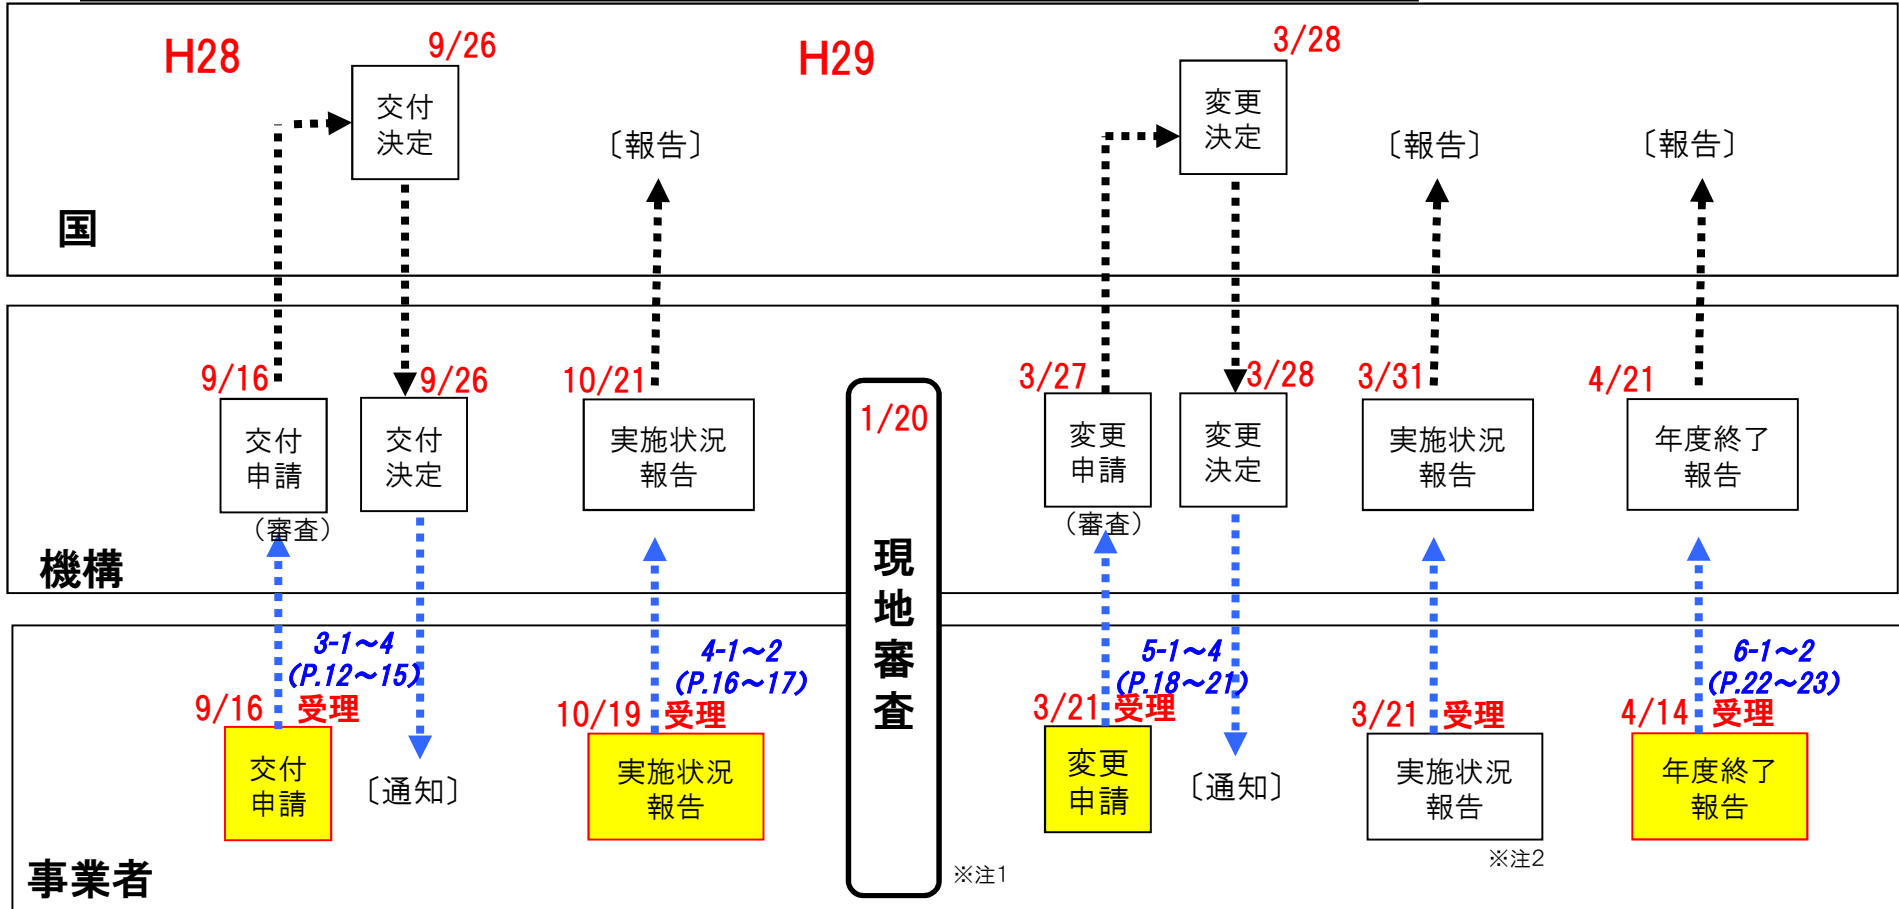 H28
9/26
H29
3/28
交付
決定
変更
決定
〔報告〕
〔報告〕
〔報告〕
国
9/16
9/26
10/21
1/20
3/27
3/28
3/31
4/21
交付
申請
(審査)
交付
決定
実施状況
報告
変更
申請
(審査)
変更
決定
実施状況
報告
年度終了
報告
機構
現地審査
3-1～4
(P.12～15)
4-1～2
(P.16～17)
5-1～4
(P.18～21)
6-1～2
(P.22～23)
9/16 受理
10/19 受理
3/21 受理
3/21 受理
4/14 受理
交付
申請
〔通知〕
実施状況
報告
変更
申請
〔通知〕
実施状況
報告
年度終了
報告
※注1
※注2
事業者